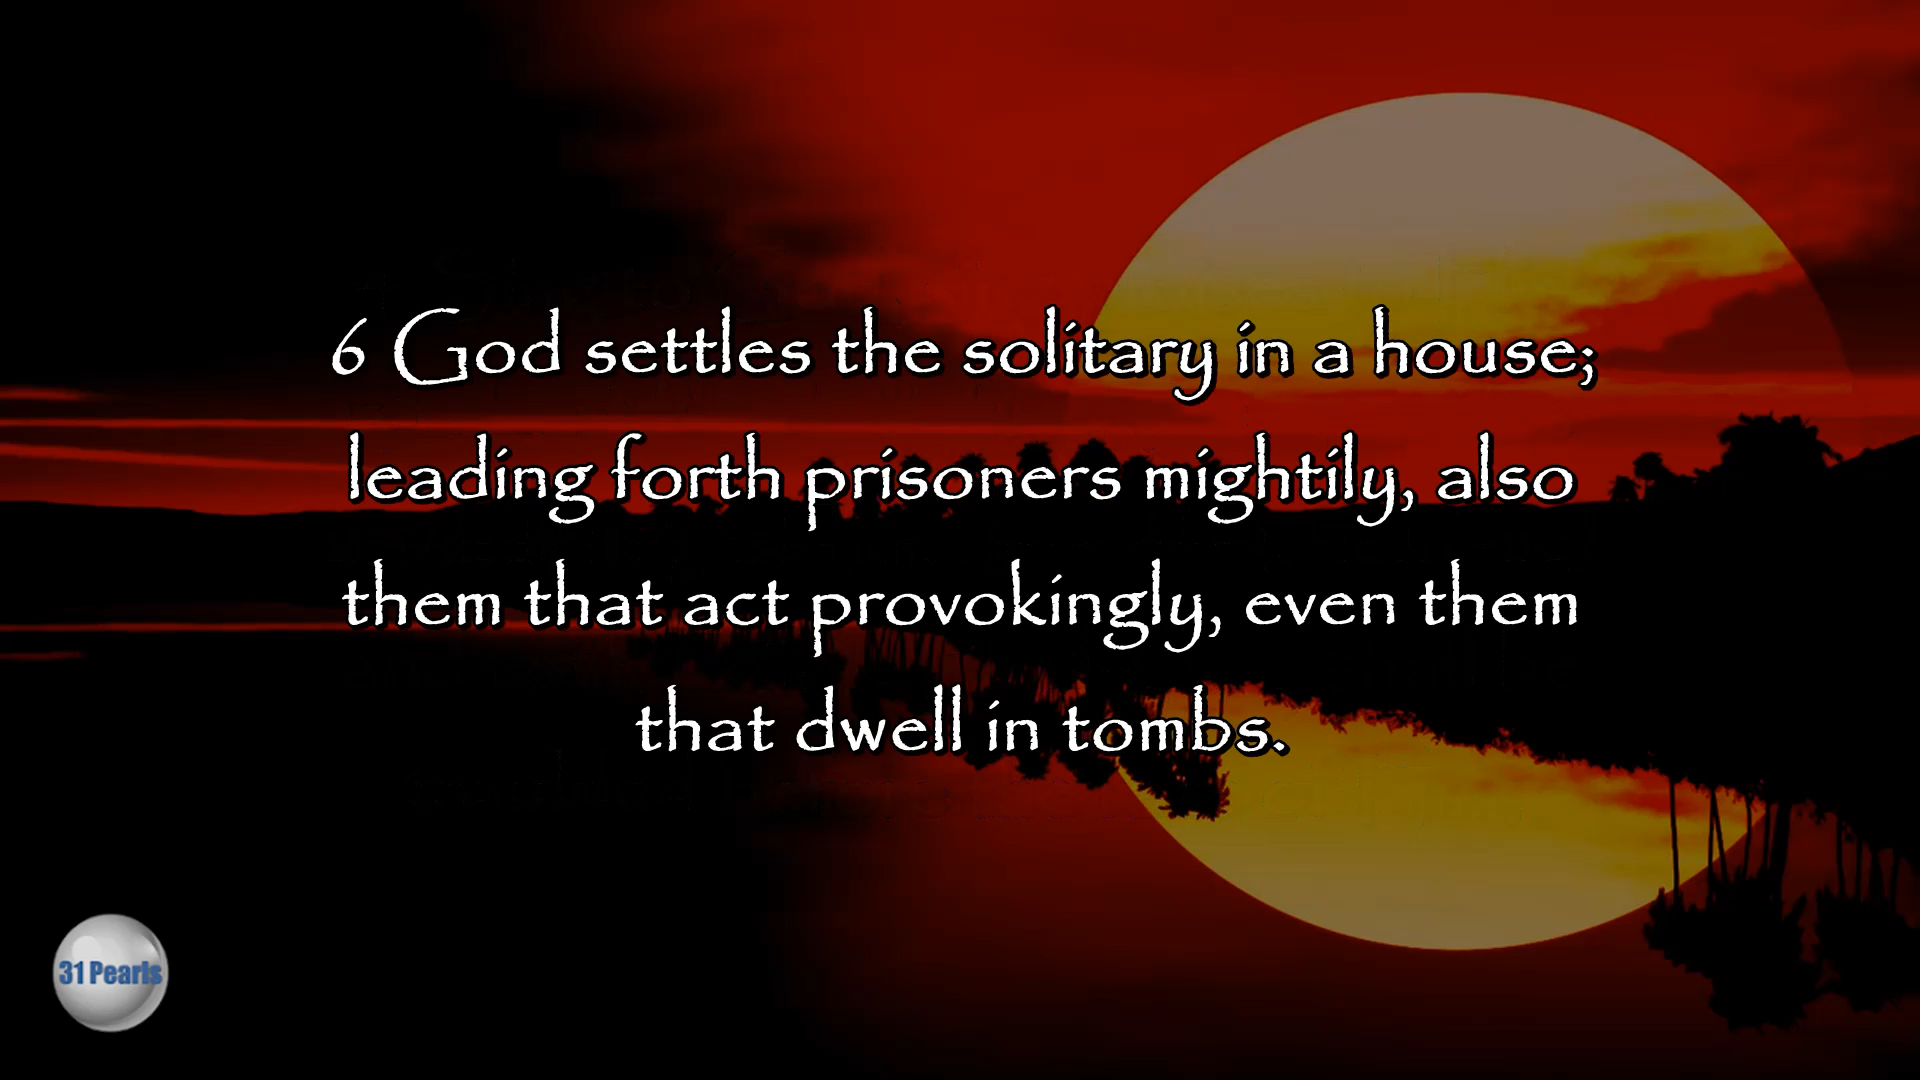 6 God settles the solitary in a house;
leading forth prisoners mightily, also
them that act provokingly, even them
that dwell in tombs.
31 Pearls